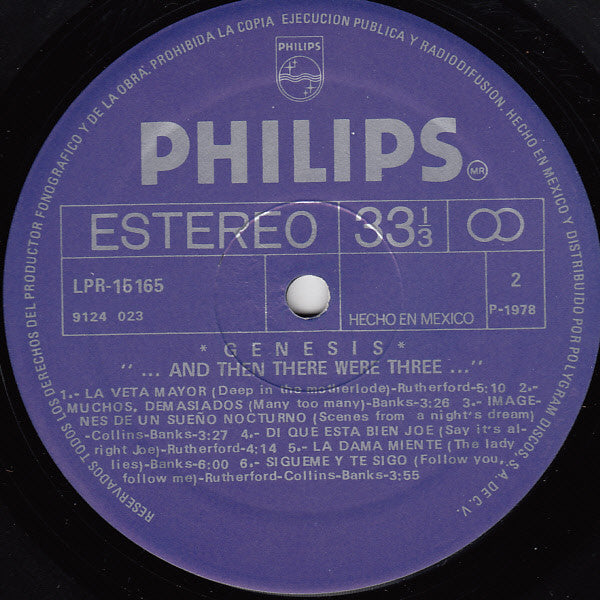 RESERVADOS TODOS LOS DERECHOS DEL PRODUCTOR FONOGRAFICO Y DE LA OBRA. PROHIBIDA LA COPIA EJECUCION PUBLICA Y RADIODIFUSION. HECHO EN MEXICO Y DISTRIBUIDO POR POLYGRAM DISCOS, S.A. DE C.V.
PHILIPS
PHILIPS MR
ESTEREO 33 1/3
LPR-15165 2
9124 023 HECHO EN MEXICO P-1978
* GENESIS *
"... AND THEN THERE WERE THREE ..."
1.- LA VETA MAYOR (Deep in the motherlode)-Rutherford-5:10 2.-
MUCHOS, DEMASIADOS (Many too many)-Banks-3:26 3.- IMAGE-
NES DE UN SUEÑO NOCTURNO (Scenes from a night's dream)
-Collins-Banks-3:27 4.- DI QUE ESTA BIEN JOE (Say it's al-
right Joe)-Rutherford-4:14 5.- LA DAMA MIENTE (The lady
lies)-Banks-6:00 6.- SIGUEME Y TE SIGO (Follow you,
follow me)-Rutherford-Collins-Banks-3:55